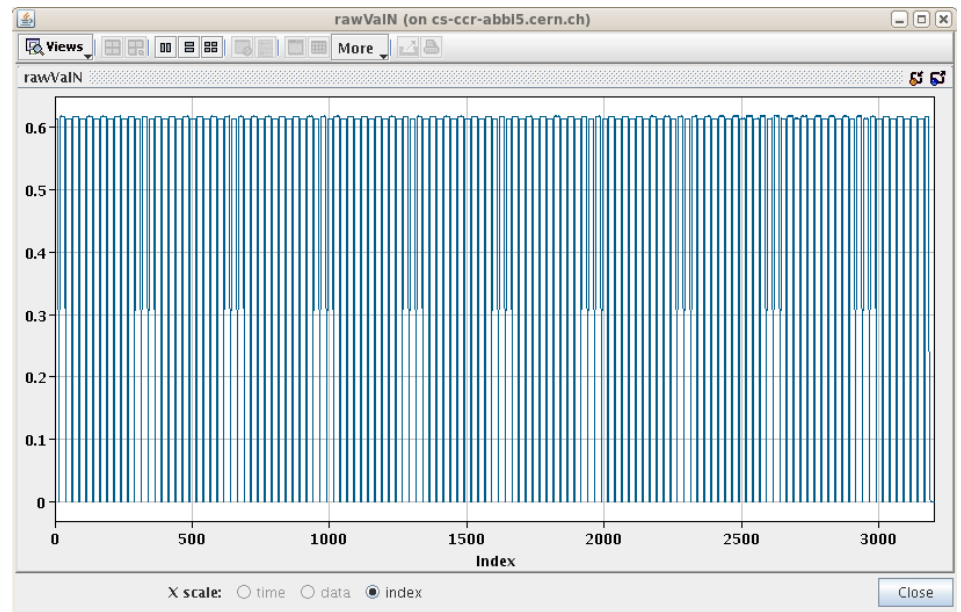 rawValN (on cs-ccr-abbl5.cern.ch)
Views More
rawValN
0.6
0.5
0.4
0.3
0.2
0.1
0
0 500 1000 1500 2000 2500 3000
Index
X scale: time data index Close